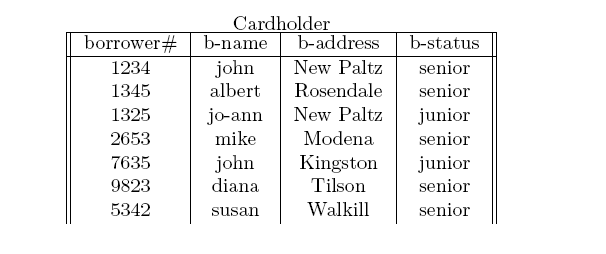 Cardholder
borrower# b-name b-address b-status
1234 john New Paltz senior
1345 albert Rosendale senior
1325 jo-ann New Paltz junior
2653 mike Modena senior
7635 john Kingston junior
9823 diana Tilson senior
5342 susan Walkill senior